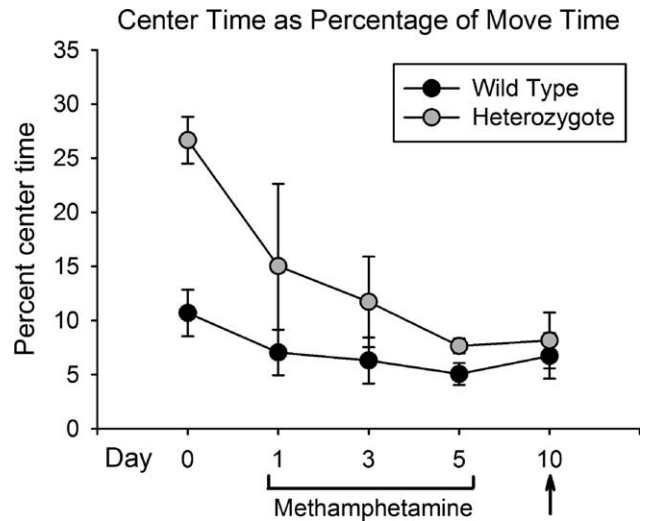 Center Time as Percentage of Move Time
35
30
25
20
15
10
5
0
Percent center time
Wild Type
Heterozygote
Day 0 1 3 5 10
Methamphetamine